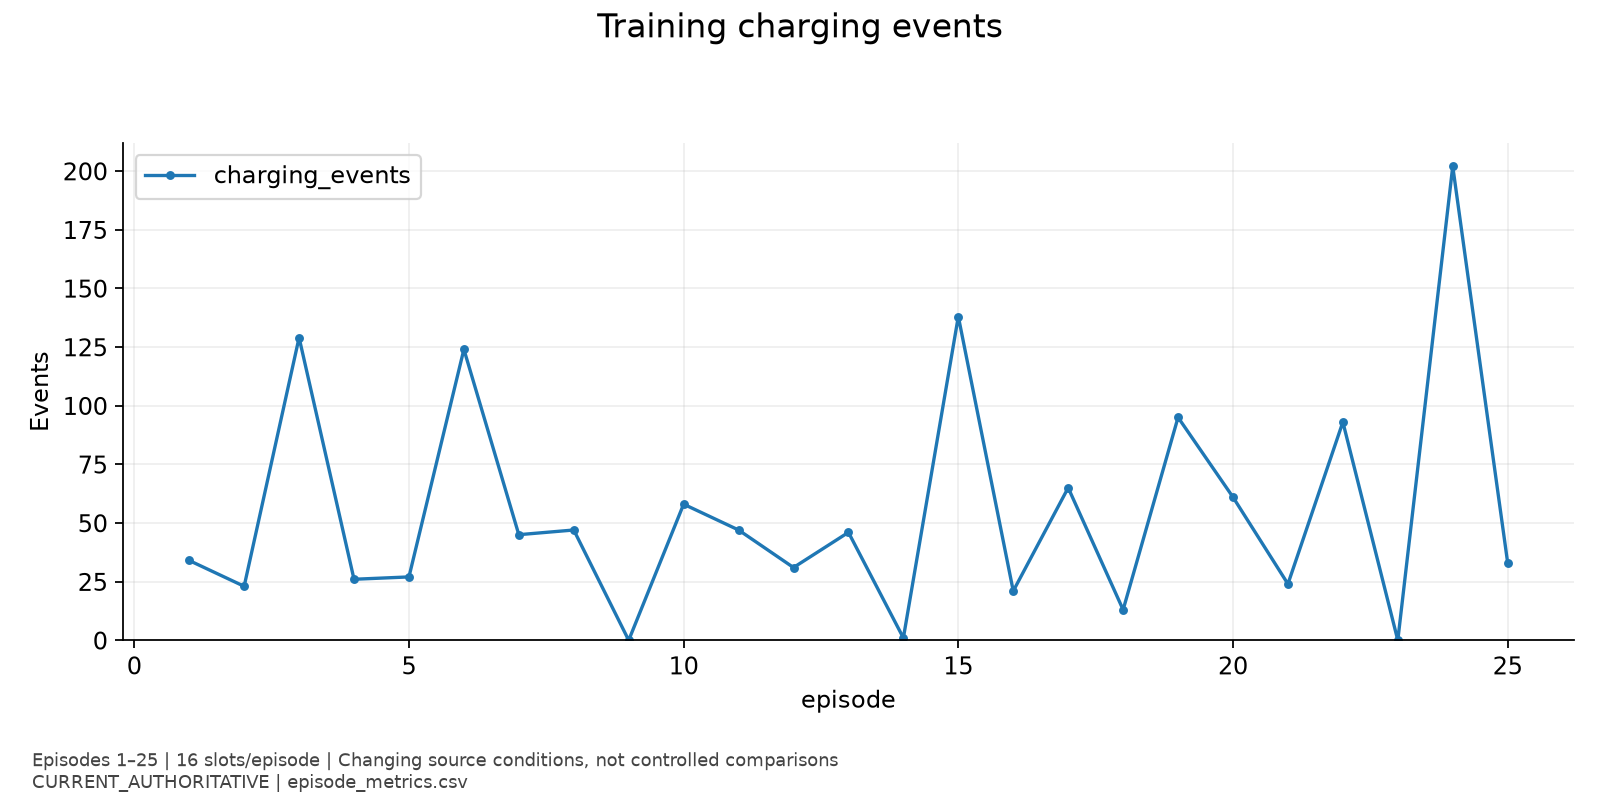 Training charging events
charging_events
200
175
150
125
100
75
50
25
0
Events
0 5 10 15 20 25
episode
Episodes 1–25 | 16 slots/episode | Changing source conditions, not controlled comparisons
CURRENT_AUTHORITATIVE | episode_metrics.csv